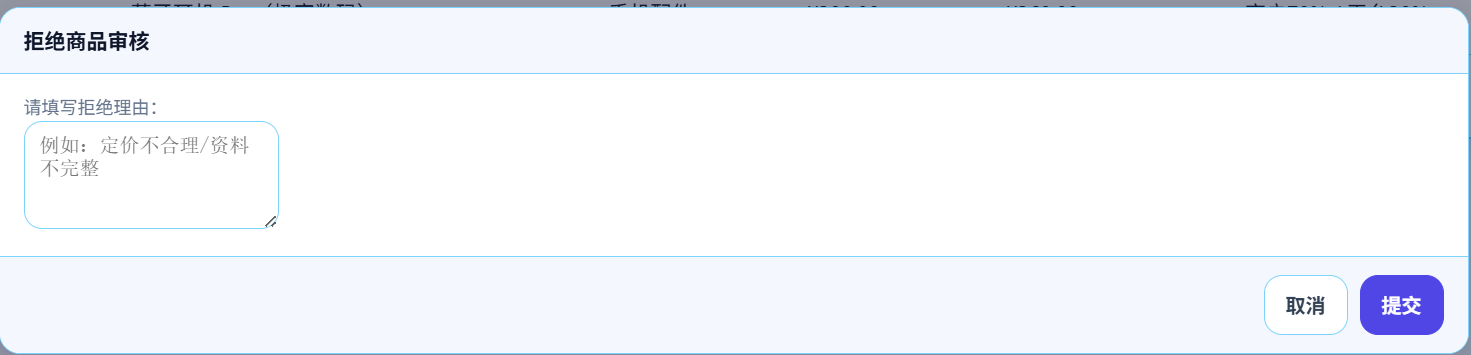 拒绝商品审核
请填写拒绝理由：
例如：定价不合理/资料
不完整
取消
提交